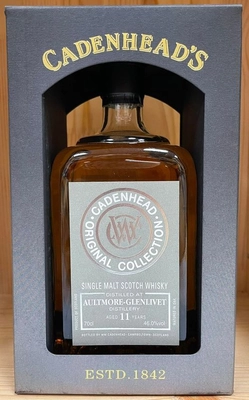 CADENHEAD'S
CADENHEAD
ORIGINAL COLLECTION
SINGLE MALT SCOTCH WHISKY
DISTILLED AT
AULTMORE-GLENLIVET
DISTILLERY
AGED 11 YEARS
70cl 46.0%vol
ESTD.1842